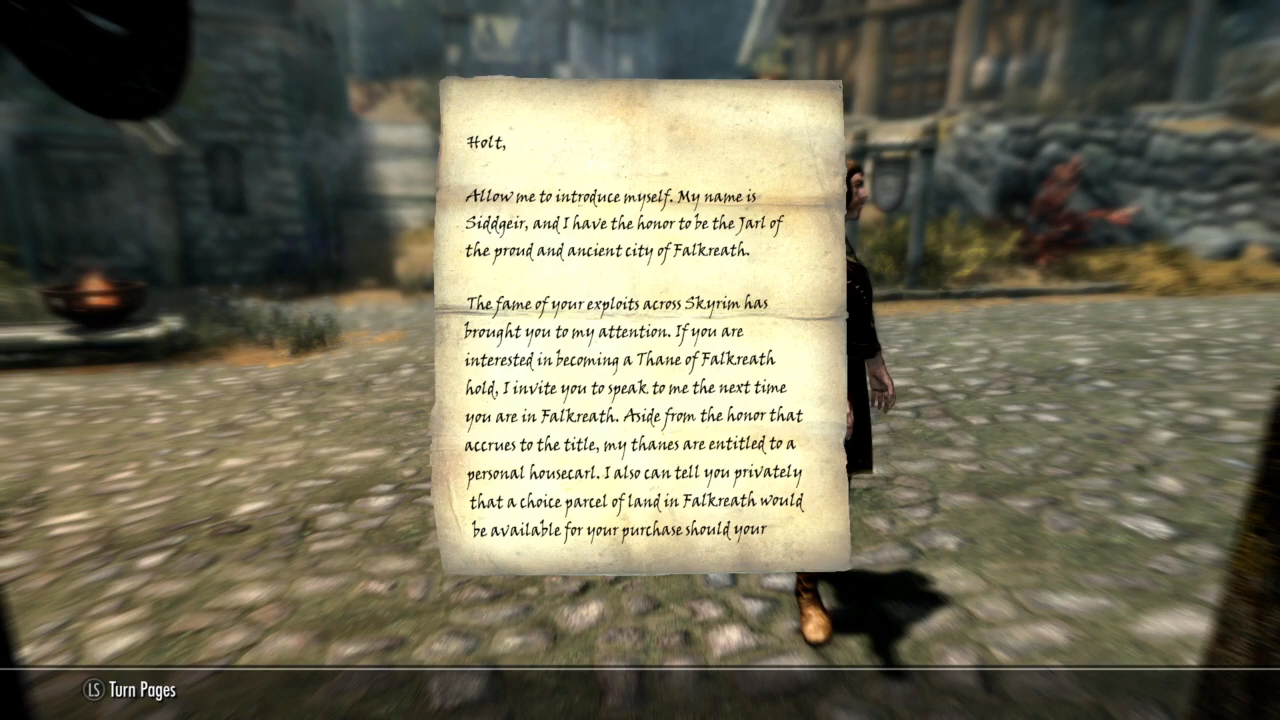 Holt,
Allow me to introduce myself. My name is
Siddgeir, and I have the honor to be the Jarl of
the proud and ancient city of Falkreath.
The fame of your exploits across Skyrim has
brought you to my attention. If you are
interested in becoming a Thane of Falkreath
hold, I invite you to speak to me the next time
you are in Falkreath. Aside from the honor that
accrues to the title, my thanes are entitled to a
personal housecarl. I also can tell you privately
that a choice parcel of land in Falkreath would
be available for your purchase should your
LS Turn Pages